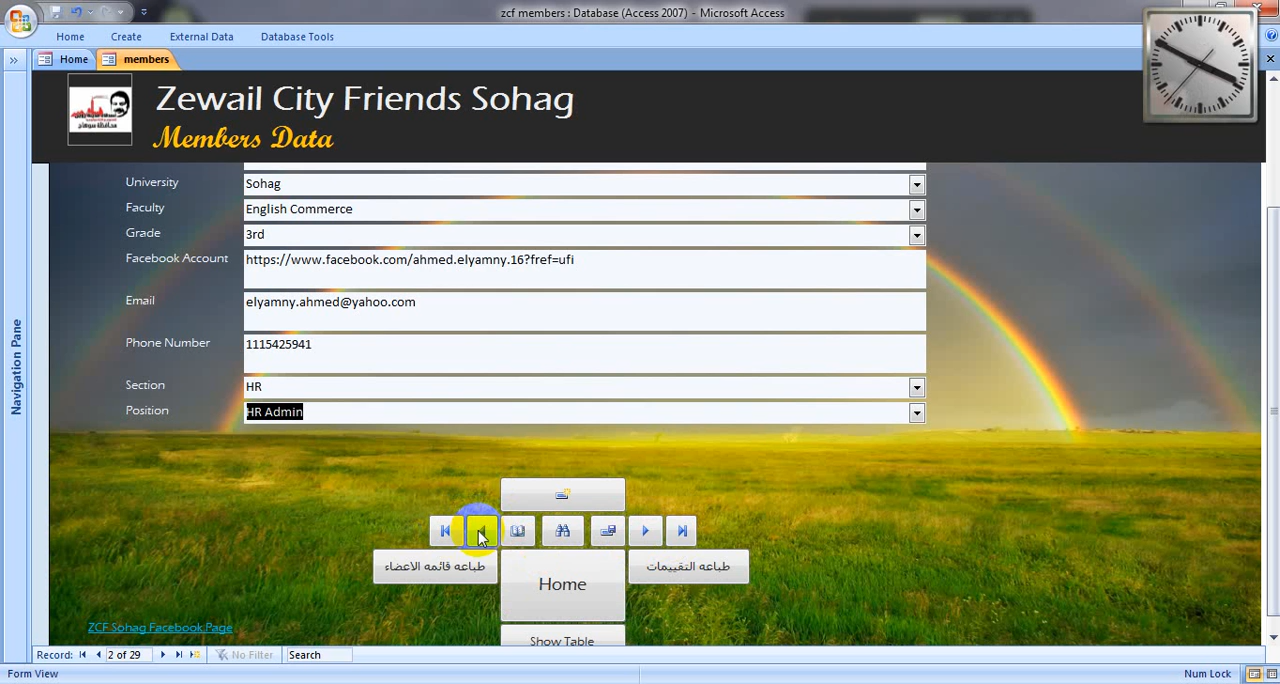 zcf members : Database (Access 2007) - Microsoft Access
Home Create External Data Database Tools
Home members
Zewail City Friends Sohag
Members Data
University Sohag
Faculty English Commerce
Grade 3rd
Facebook Account https://www.facebook.com/ahmed.elyamny.16?fref=ufi
Email elyamny.ahmed@yahoo.com
Phone Number 1115425941
Section HR
Position HR Admin
Navigation Pane
طباعه قائمه الاعضاء Home طباعه التقييمات
ZCF Sohag Facebook Page
Show Table
Record: 2 of 29 No Filter Search
Form View Num Lock